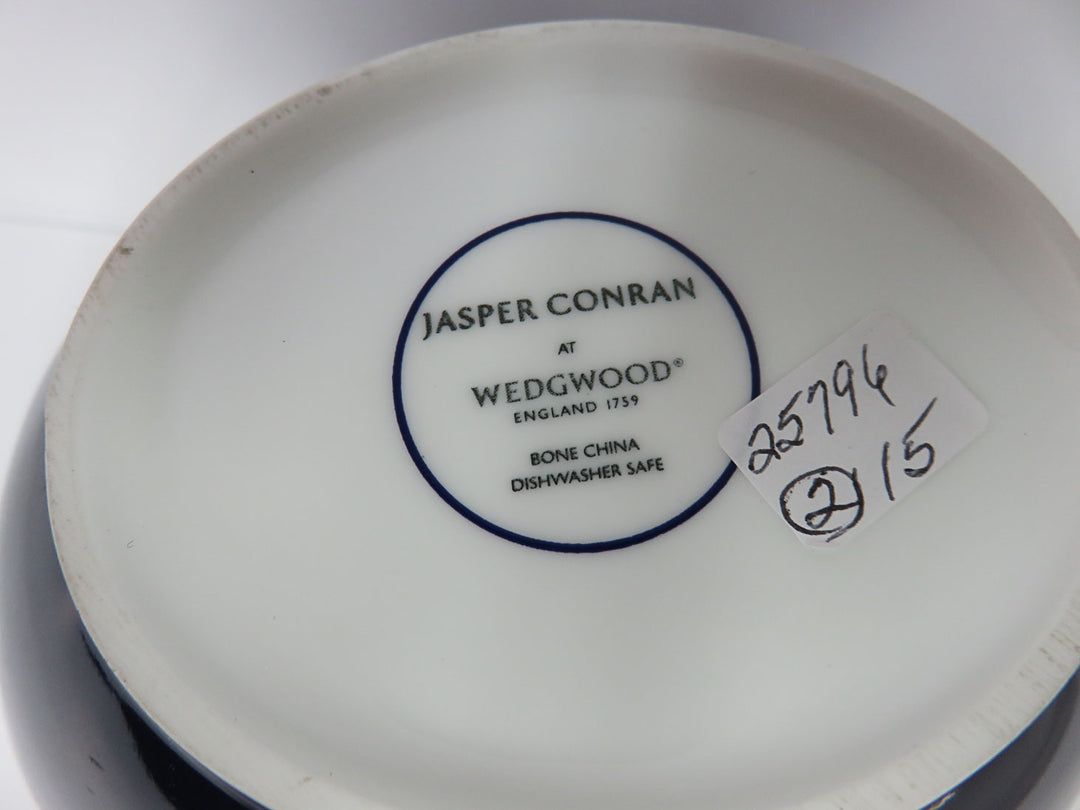 JASPER CONRAN
AT
WEDGWOOD®
ENGLAND 1759
BONE CHINA
DISHWASHER SAFE
25796
2 15